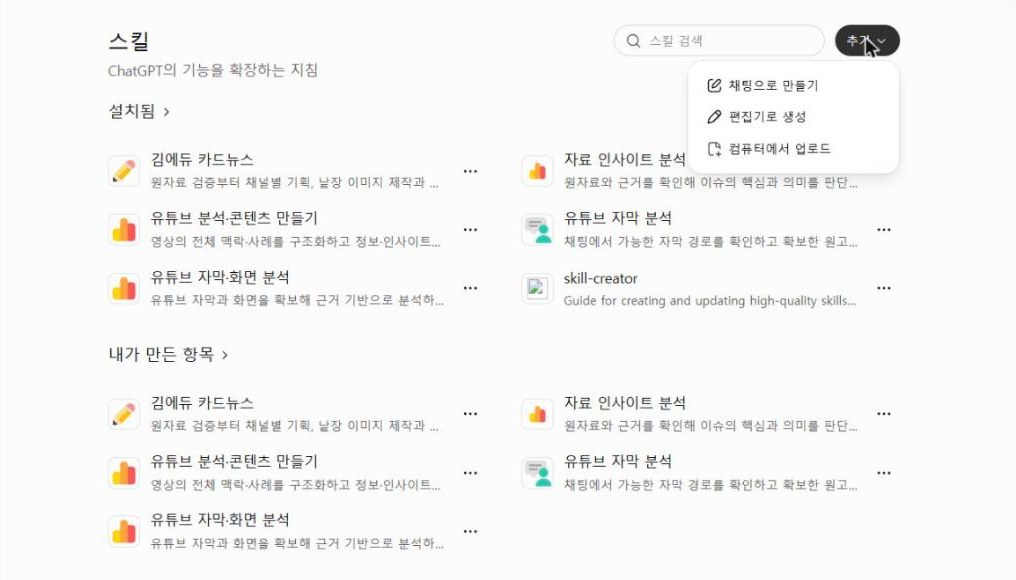 스킬
스킬 검색
추가
ChatGPT의 기능을 확장하는 지침
채팅으로 만들기
편집기로 생성
컴퓨터에서 업로드
설치됨 >
김에듀 카드뉴스
원자료 검증부터 채널별 기획, 낱장 이미지 제작과 ...
자료 인사이트 분석
원자료와 근거를 확인해 이슈의 핵심과 의미를 판단...
유튜브 분석·콘텐츠 만들기
영상의 전체 맥락·사례를 구조화하고 정보·인사이트...
유튜브 자막 분석
채팅에서 가능한 자막 경로를 확인하고 확보한 원고...
유튜브 자막·화면 분석
유튜브 자막과 화면을 확보해 근거 기반으로 분석하...
skill-creator
Guide for creating and updating high-quality skills...
내가 만든 항목 >
김에듀 카드뉴스
원자료 검증부터 채널별 기획, 낱장 이미지 제작과 ...
자료 인사이트 분석
원자료와 근거를 확인해 이슈의 핵심과 의미를 판단...
유튜브 분석·콘텐츠 만들기
영상의 전체 맥락·사례를 구조화하고 정보·인사이트...
유튜브 자막 분석
채팅에서 가능한 자막 경로를 확인하고 확보한 원고...
유튜브 자막·화면 분석
유튜브 자막과 화면을 확보해 근거 기반으로 분석하...